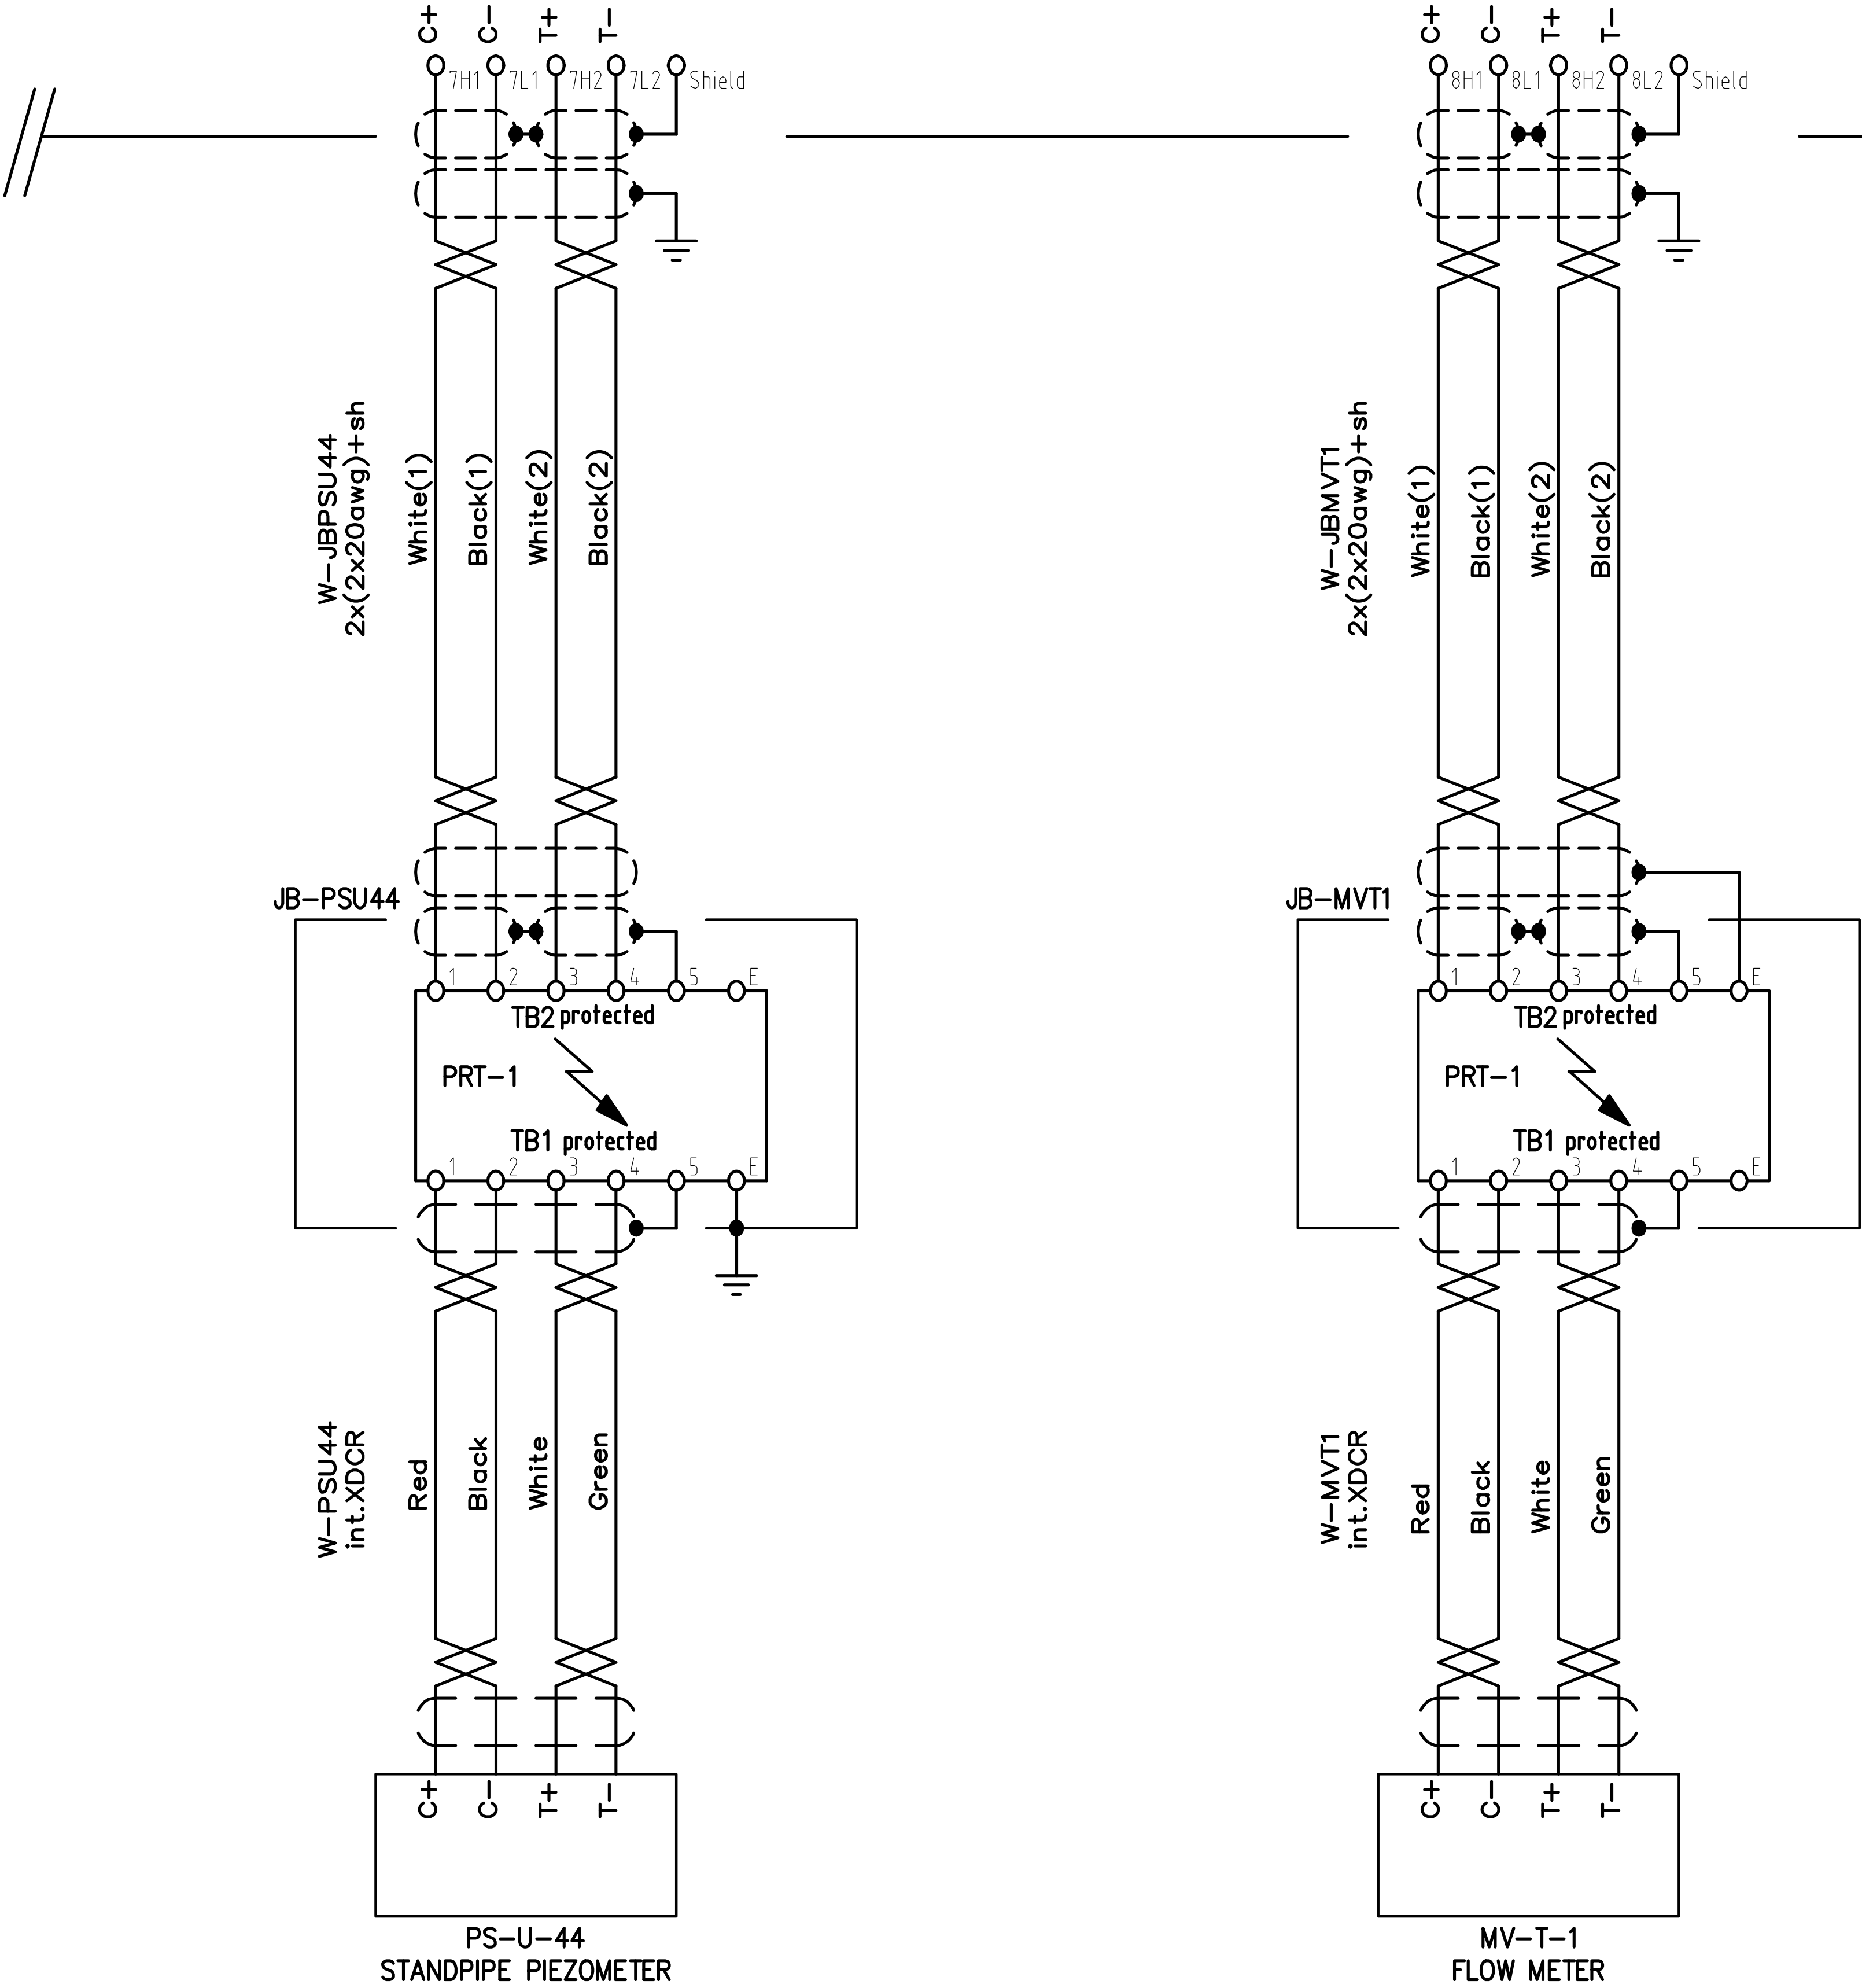 C+ C− T+ T−
7H1 7L1 7H2 7L2 Shield
W−JBPSU44
2x(2x20awg)+sh
White(1)
Black(1)
White(2)
Black(2)
JB−PSU44
1 2 3 4 5 E
TB2 protected
PRT−1
TB1 protected
1 2 3 4 5 E
W−PSU44
int.XDCR
Red
Black
White
Green
C+ C− T+ T−
PS−U−44
STANDPIPE PIEZOMETER
C+ C− T+ T−
8H1 8L1 8H2 8L2 Shield
W−JBMVT1
2x(2x20awg)+sh
White(1)
Black(1)
White(2)
Black(2)
JB−MVT1
1 2 3 4 5 E
TB2 protected
PRT−1
TB1 protected
1 2 3 4 5 E
W−MVT1
int.XDCR
Red
Black
White
Green
C+ C− T+ T−
MV−T−1
FLOW METER